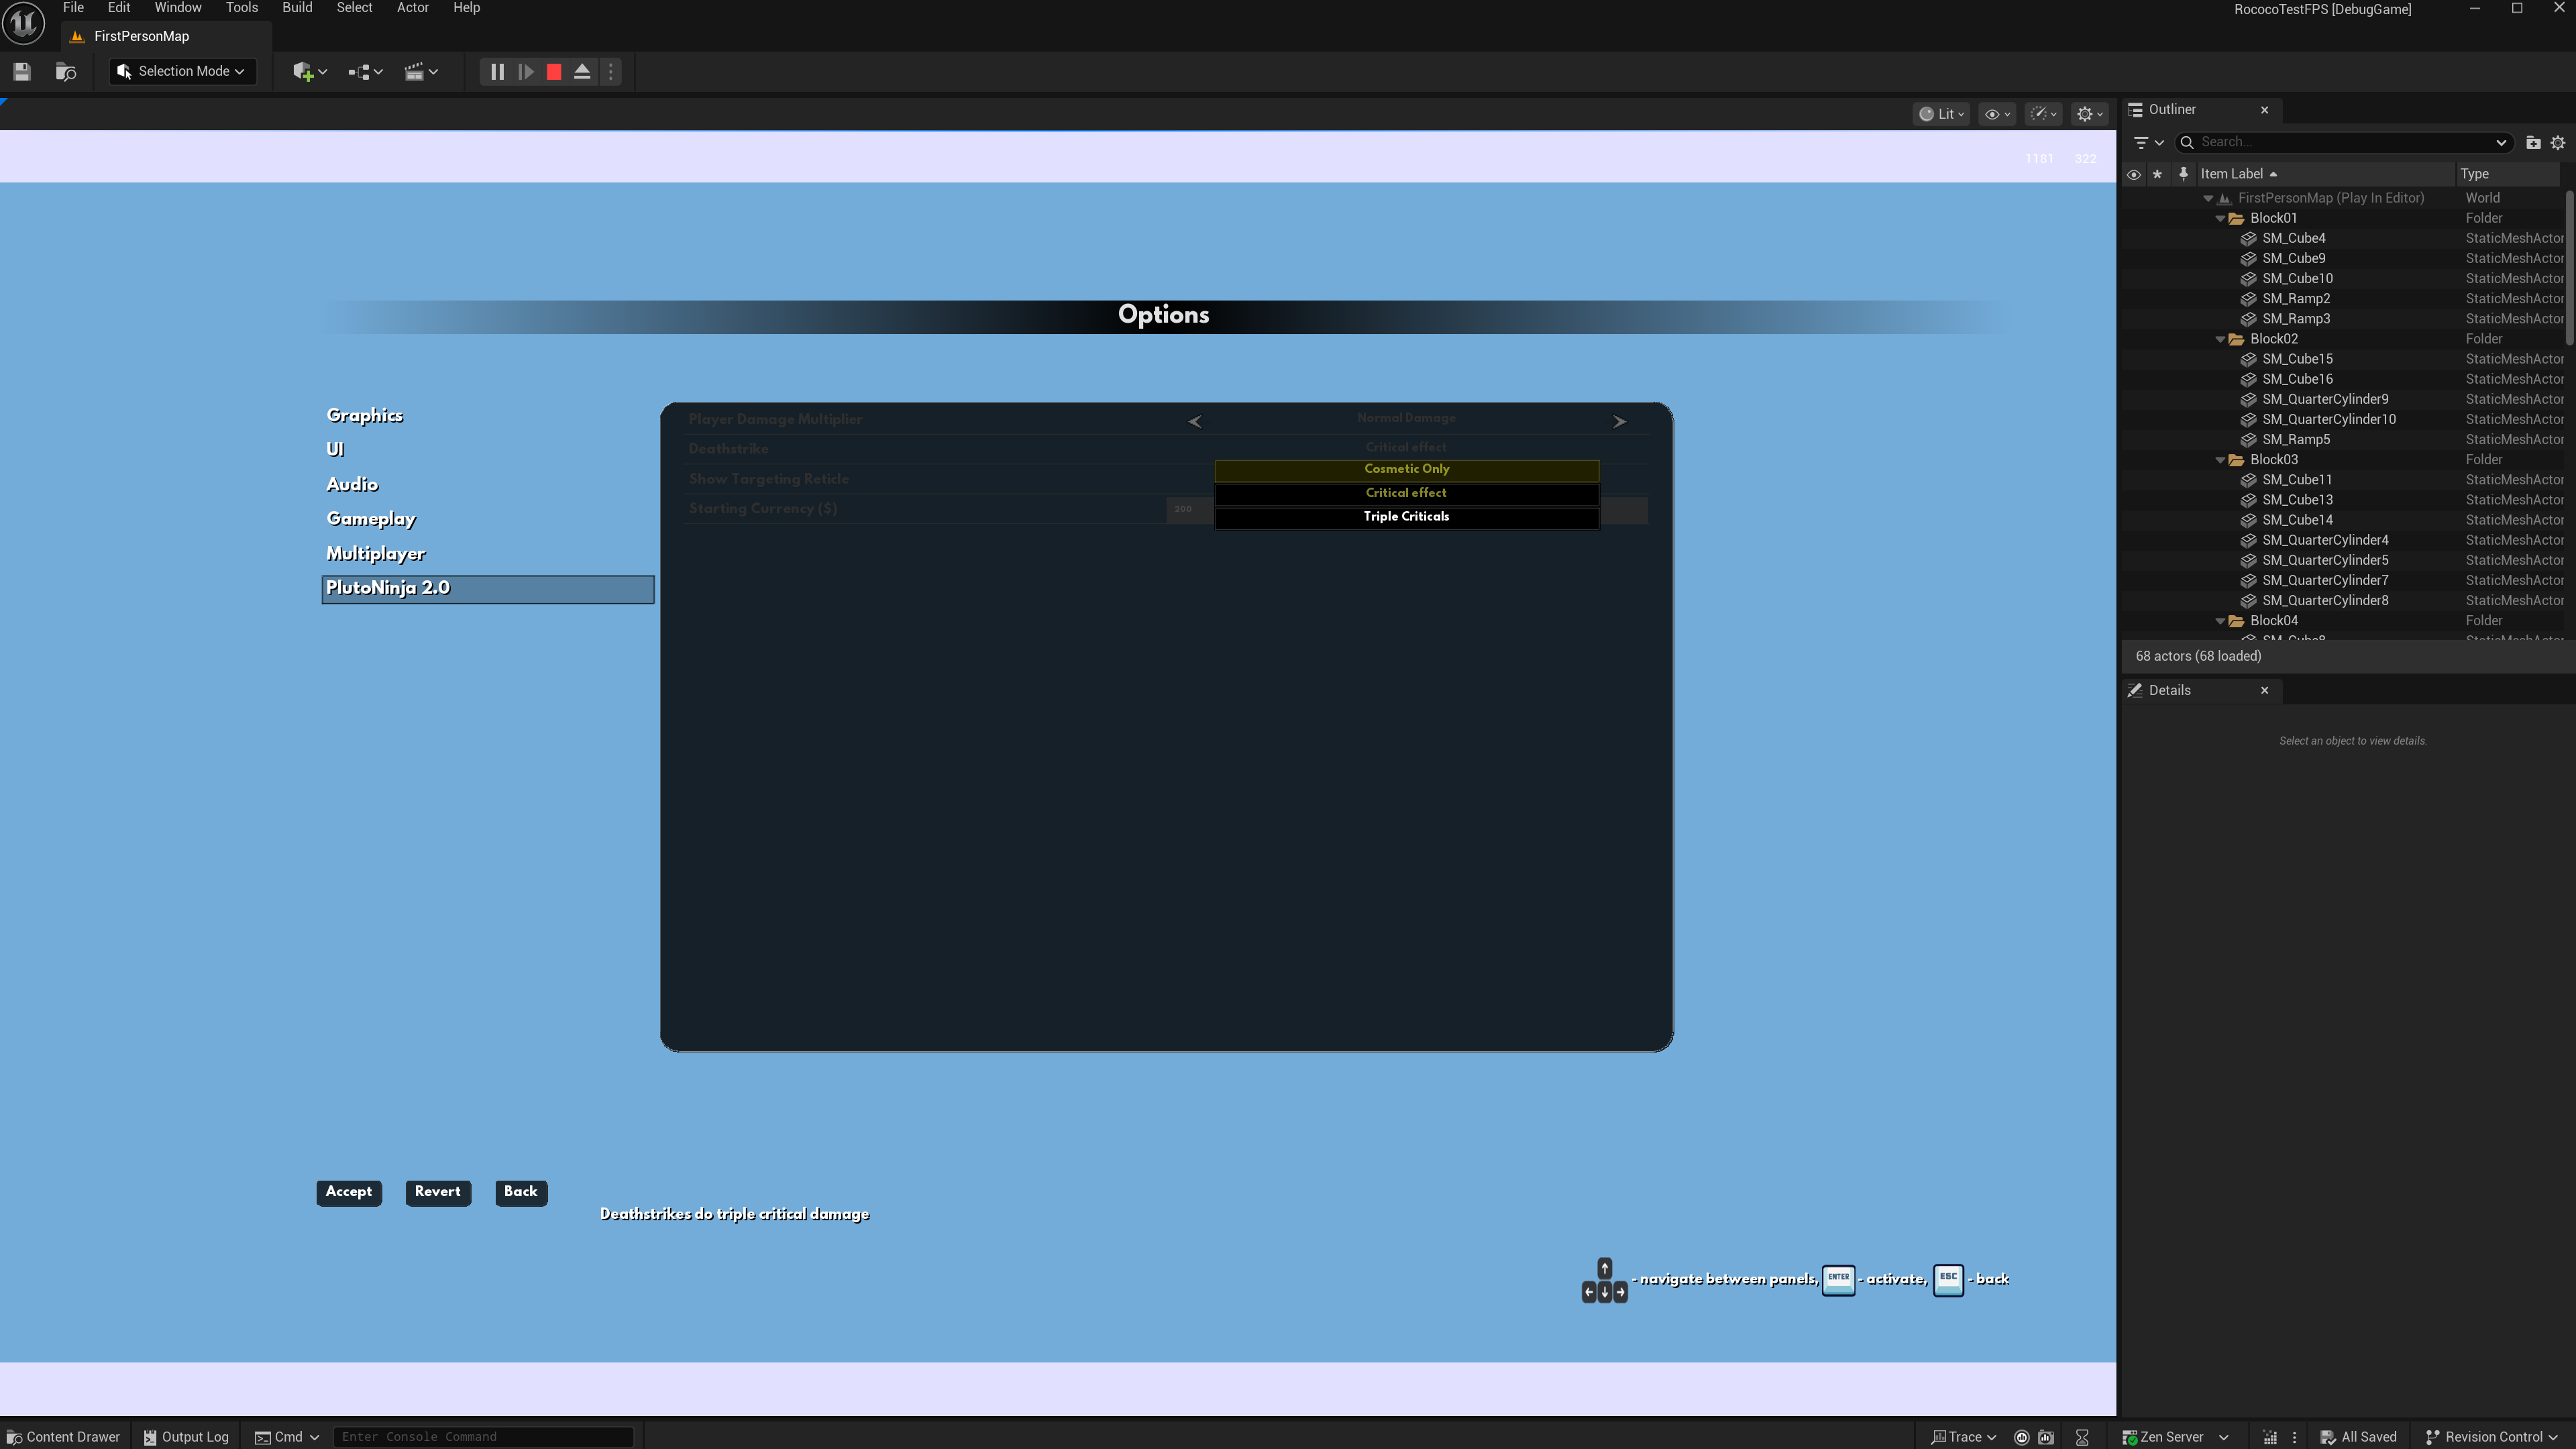 File Edit Window Tools Build Select Actor Help
RococoTestFPS [DebugGame]
FirstPersonMap
Selection Mode
Lit
1181 322
Options
Graphics
UI
Audio
Gameplay
Multiplayer
PlutoNinja 2.0
Player Damage Multiplier Normal Damage
Deathstrike Critical effect
Cosmetic Only
Show Targeting Reticle
Critical effect
Starting Currency ($) 200
Triple Criticals
Accept Revert Back
Deathstrikes do triple critical damage
- navigate between panels, ENTER - activate, ESC - back
Outliner
Search...
Item Label Type
FirstPersonMap (Play In Editor) World
Block01 Folder
SM_Cube4 StaticMeshActor
SM_Cube9 StaticMeshActor
SM_Cube10 StaticMeshActor
SM_Ramp2 StaticMeshActor
SM_Ramp3 StaticMeshActor
Block02 Folder
SM_Cube15 StaticMeshActor
SM_Cube16 StaticMeshActor
SM_QuarterCylinder9 StaticMeshActor
SM_QuarterCylinder10 StaticMeshActor
SM_Ramp5 StaticMeshActor
Block03 Folder
SM_Cube11 StaticMeshActor
SM_Cube13 StaticMeshActor
SM_Cube14 StaticMeshActor
SM_QuarterCylinder4 StaticMeshActor
SM_QuarterCylinder5 StaticMeshActor
SM_QuarterCylinder7 StaticMeshActor
SM_QuarterCylinder8 StaticMeshActor
Block04 Folder
68 actors (68 loaded)
Details
Select an object to view details.
Content Drawer Output Log Cmd Enter Console Command
Trace Zen Server All Saved Revision Control